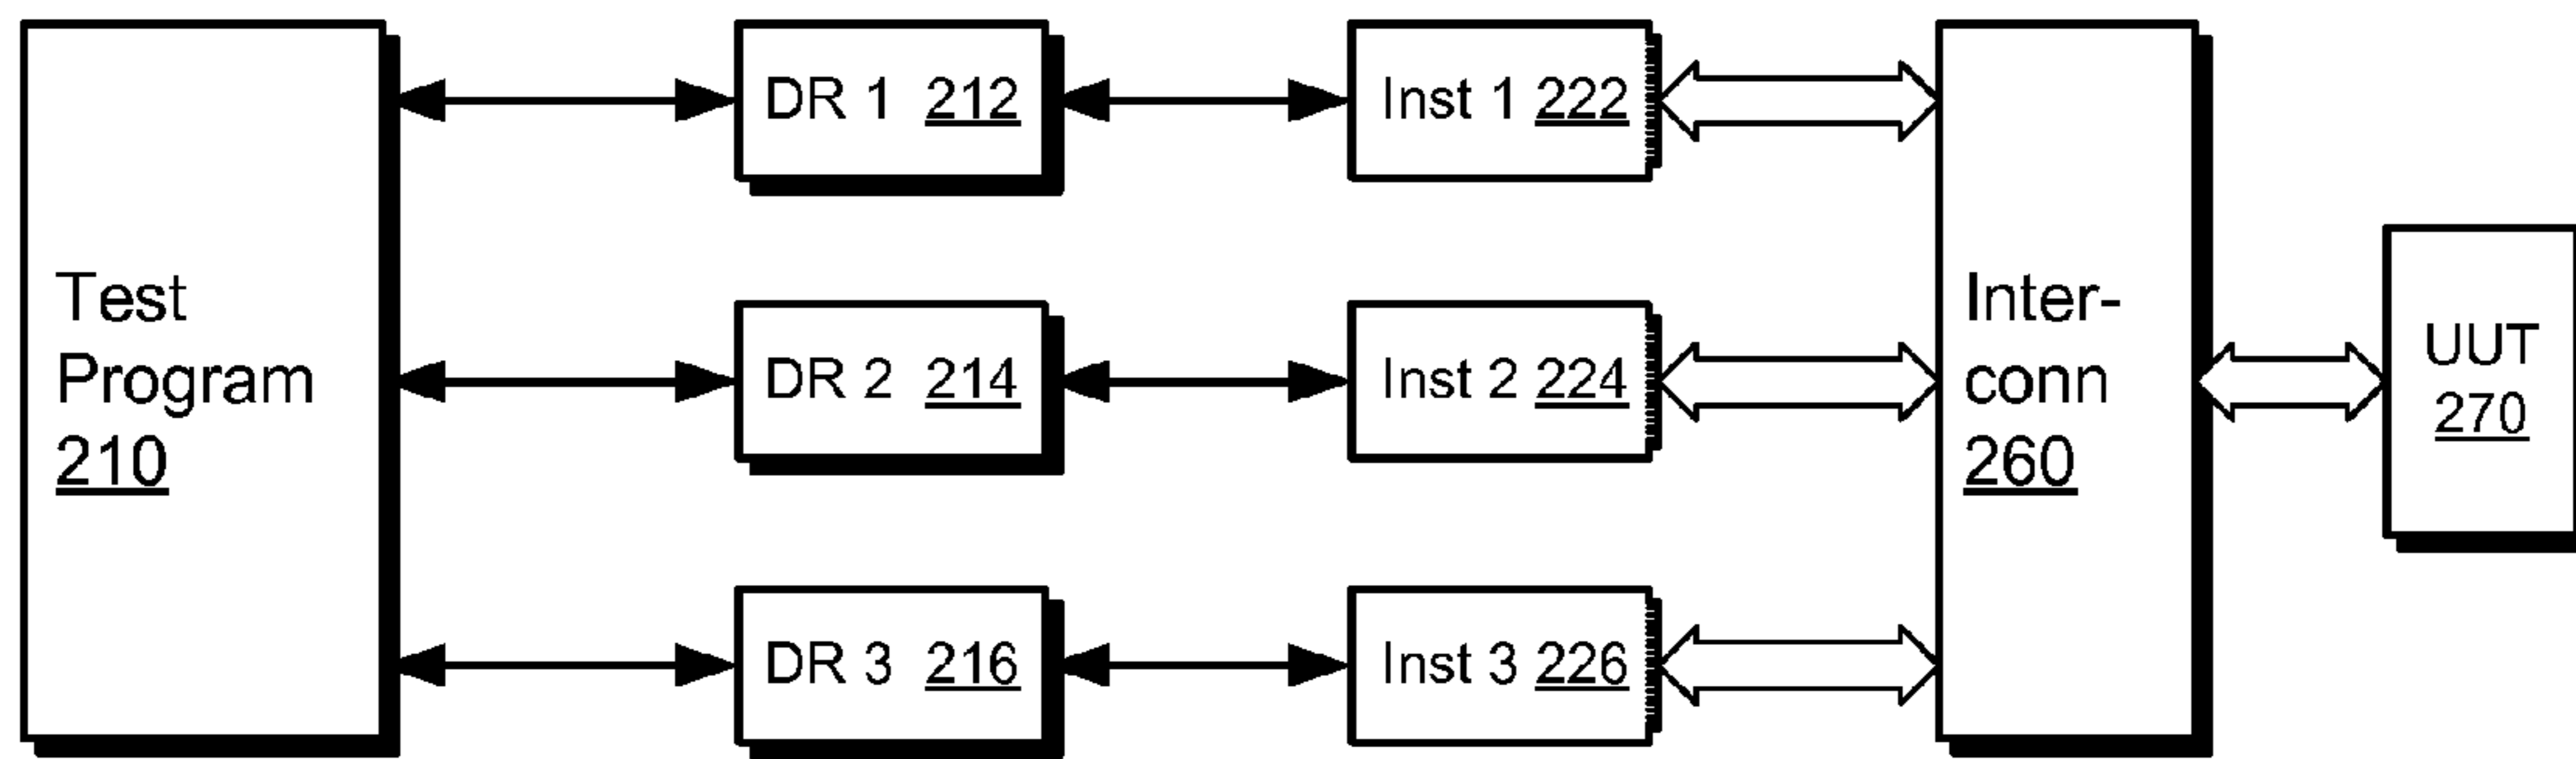 Test
Program
210
DR 1 212
Inst 1 222
DR 2 214
Inst 2 224
DR 3 216
Inst 3 226
Inter-
conn
260
UUT
270